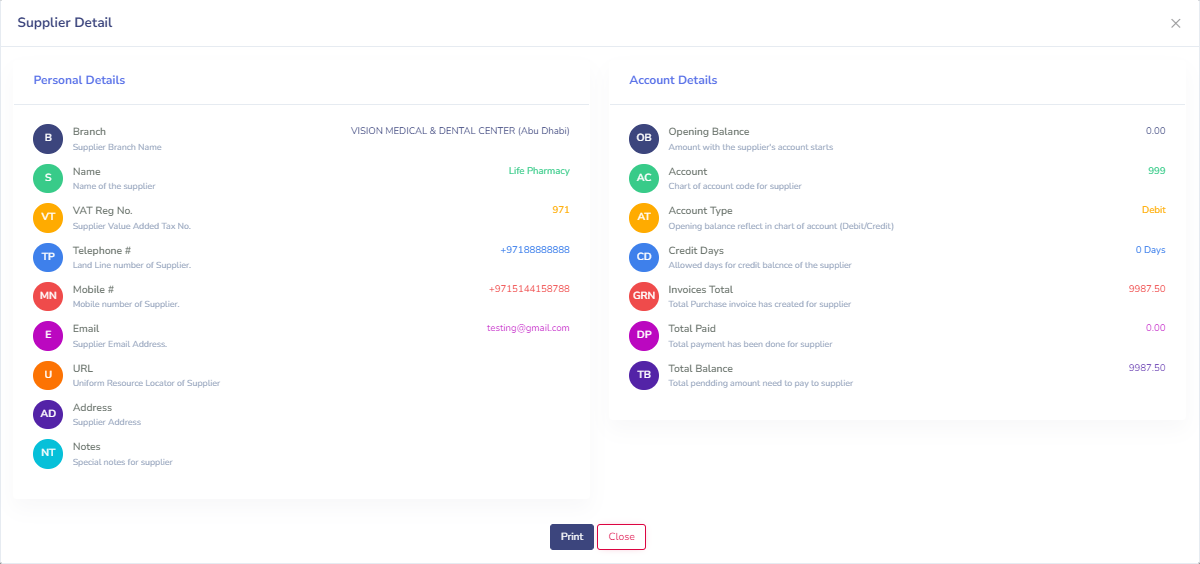 Supplier Detail
×
Personal Details
B Branch VISION MEDICAL & DENTAL CENTER (Abu Dhabi)
Supplier Branch Name
S Name Life Pharmacy
Name of the supplier
VT VAT Reg No. 971
Supplier Value Added Tax No.
TP Telephone # +97188888888
Land Line number of Supplier.
MN Mobile # +9715144158788
Mobile number of Supplier.
E Email testing@gmail.com
Supplier Email Address.
U URL
Uniform Resource Locator of Supplier
AD Address
Supplier Address
NT Notes
Special notes for supplier
Account Details
OB Opening Balance 0.00
Amount with the supplier's account starts
AC Account 999
Chart of account code for supplier
AT Account Type Debit
Opening balance reflect in chart of account (Debit/Credit)
CD Credit Days 0 Days
Allowed days for credit balcnce of the supplier
GRN Invoices Total 9987.50
Total Purchase invoice has created for supplier
DP Total Paid 0.00
Total payment has been done for supplier
TB Total Balance 9987.50
Total pendding amount need to pay to supplier
Print Close